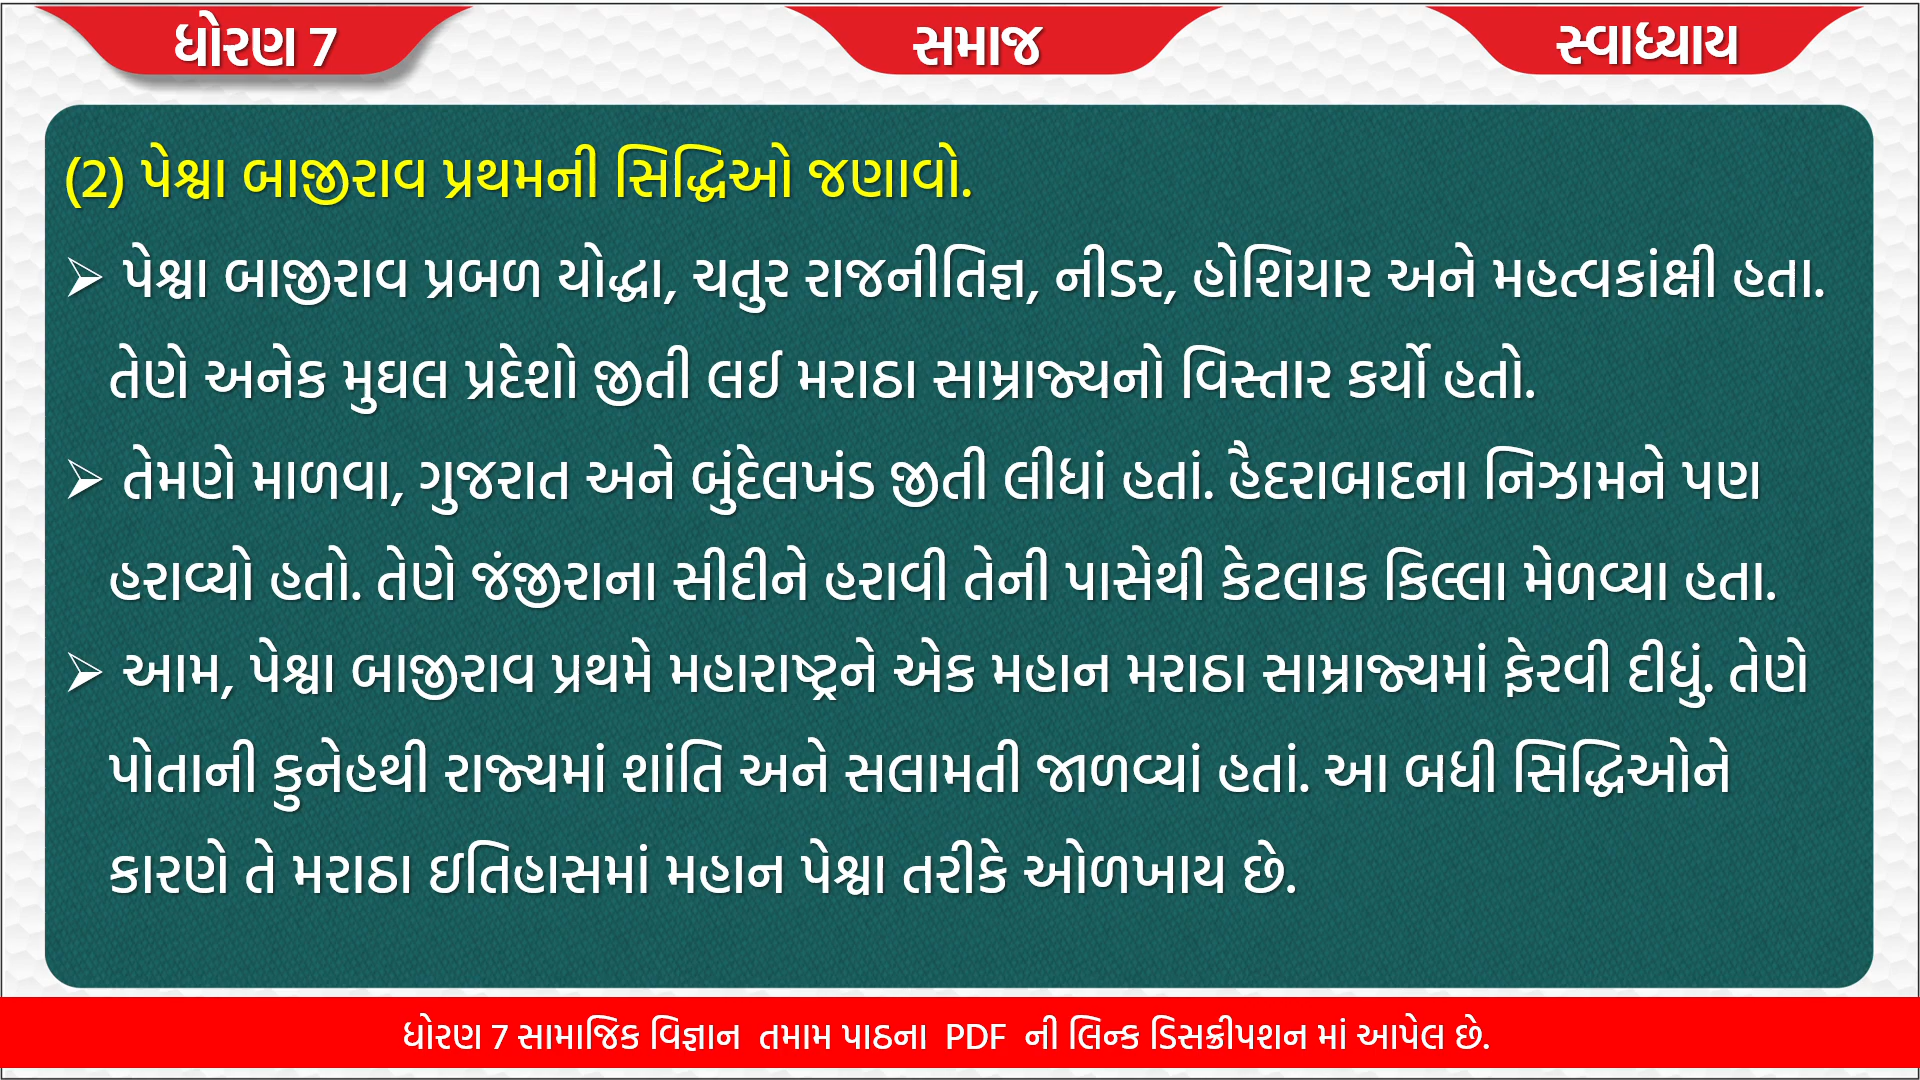 ધોરણ 7
સમાજ
સ્વાધ્યાય
(2) પેશ્વા બાજીરાવ પ્રથમની સિદ્ધિઓ જણાવો.
➢ પેશ્વા બાજીરાવ પ્રબળ યોદ્ધા, ચતુર રાજનીતિજ્ઞ, નીડર, હોશિયાર અને મહત્વકાંક્ષી હતા.
તેણે અનેક મુઘલ પ્રદેશો જીતી લઈ મરાઠા સામ્રાજ્યનો વિસ્તાર કર્યો હતો.
➢ તેમણે માળવા, ગુજરાત અને બુંદેલખંડ જીતી લીધાં હતાં. હૈદરાબાદના નિઝામને પણ
હરાવ્યો હતો. તેણે જંજીરાના સીદીને હરાવી તેની પાસેથી કેટલાક કિલ્લા મેળવ્યા હતા.
➢ આમ, પેશ્વા બાજીરાવ પ્રથમે મહારાષ્ટ્રને એક મહાન મરાઠા સામ્રાજ્યમાં ફેરવી દીધું. તેણે
પોતાની કુનેહથી રાજ્યમાં શાંતિ અને સલામતી જાળવ્યાં હતાં. આ બધી સિદ્ધિઓને
કારણે તે મરાઠા ઇતિહાસમાં મહાન પેશ્વા તરીકે ઓળખાય છે.
ધોરણ 7 સામાજિક વિજ્ઞાન તમામ પાઠના PDF ની લિન્ક ડિસક્રીપશન માં આપેલ છે.